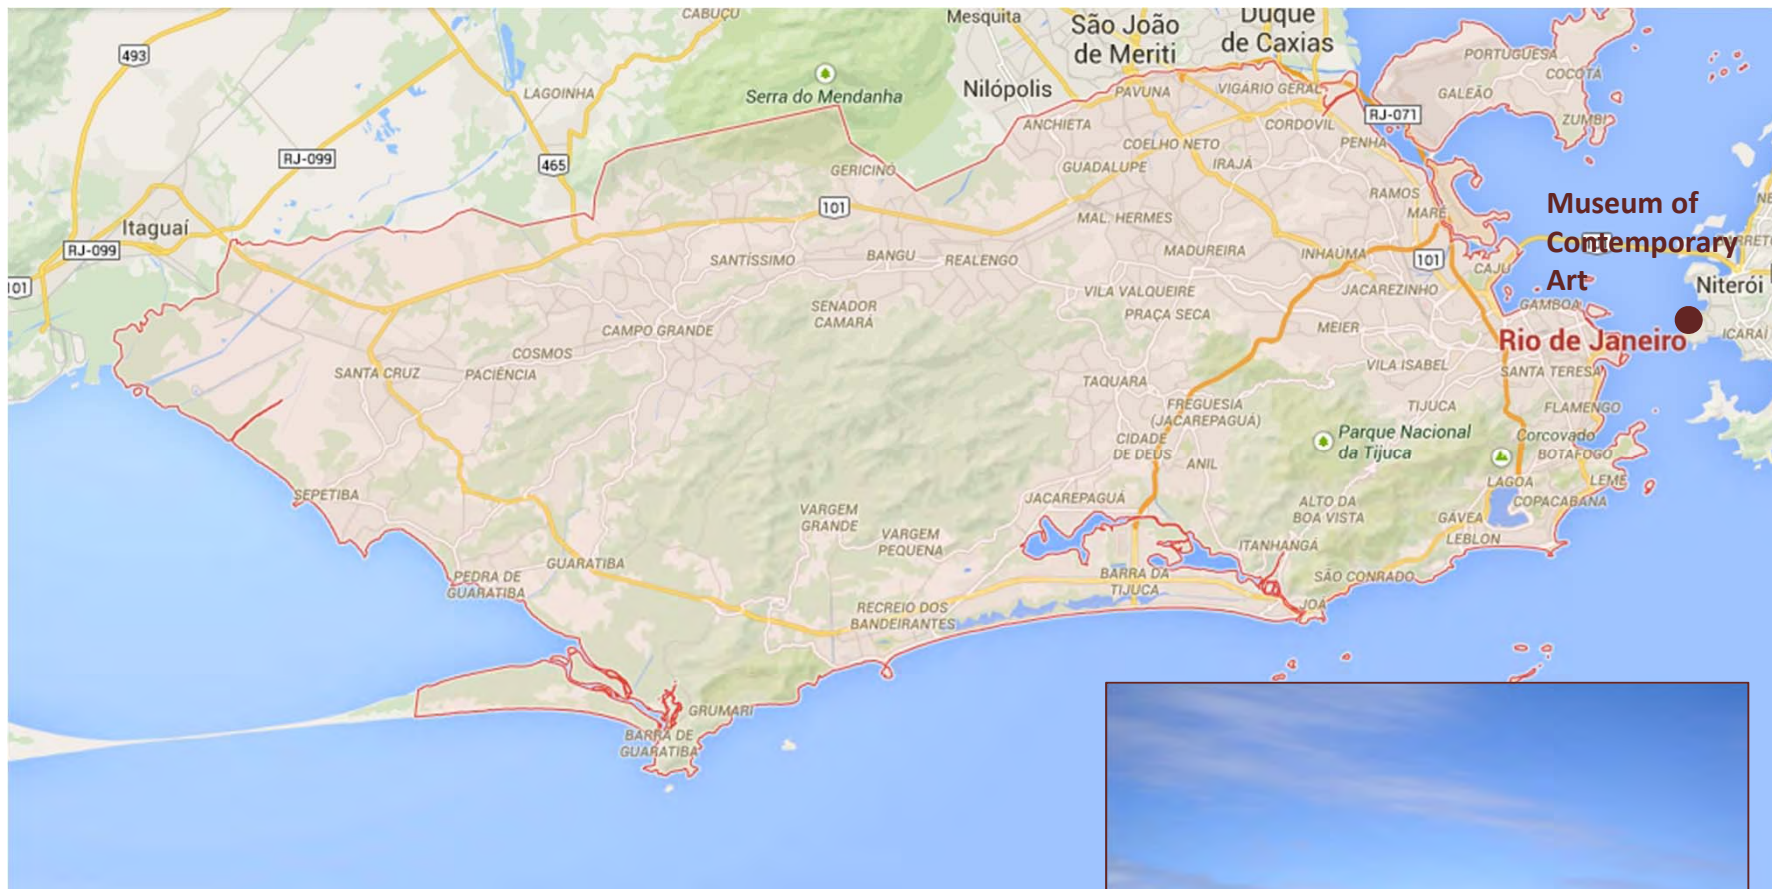 CABUÇU
Mesquita
São João
de Meriti
Duque
de Caxias
493
LAGOINHA
Serra do Mendanha
Nilópolis
PAVUNA
VIGÁRIO GERAL
RJ-071
PORTUGUESA
COCOTÁ
GALEÃO
ZUMBI
ANCHIETA
CORDOVIL
PENHA
COELHO NETO
IRAJÁ
GUADALUPE
RJ-099
465
GERICINÓ
RAMOS
MARÉ
Museum of
Contemporary
Art
Itaguaí
101
MAL. HERMES
RJ-099
SANTÍSSIMO
BANGU
REALENGO
MADUREIRA
INHAÚMA
101
CAJU
101
VILA VALQUEIRE
JACAREZINHO
Niterói
GAMBOA
SENADOR
CAMARÁ
PRAÇA SECA
CAMPO GRANDE
MEIER
Rio de Janeiro
ICARAÍ
COSMOS
SANTA CRUZ
PACIÊNCIA
TAQUARA
VILA ISABEL
SANTA TERESA
FREGUESIA
(JACAREPAGUÁ)
TIJUCA
FLAMENGO
CIDADE
DE DEUS
Parque Nacional
da Tijuca
Corcovado
BOTAFOGO
ANIL
LAGOA
LEME
SEPETIBA
JACAREPAGUÁ
ALTO DA
BOA VISTA
COPACABANA
VARGEM
GRANDE
VARGEM
PEQUENA
GÁVEA
LEBLON
ITANHANGÁ
GUARATIBA
PEDRA DE
GUARATIBA
BARRA DA
TIJUCA
SÃO CONRADO
JOÁ
RECREIO DOS
BANDEIRANTES
GRUMARI
BARRA DE
GUARATIBA